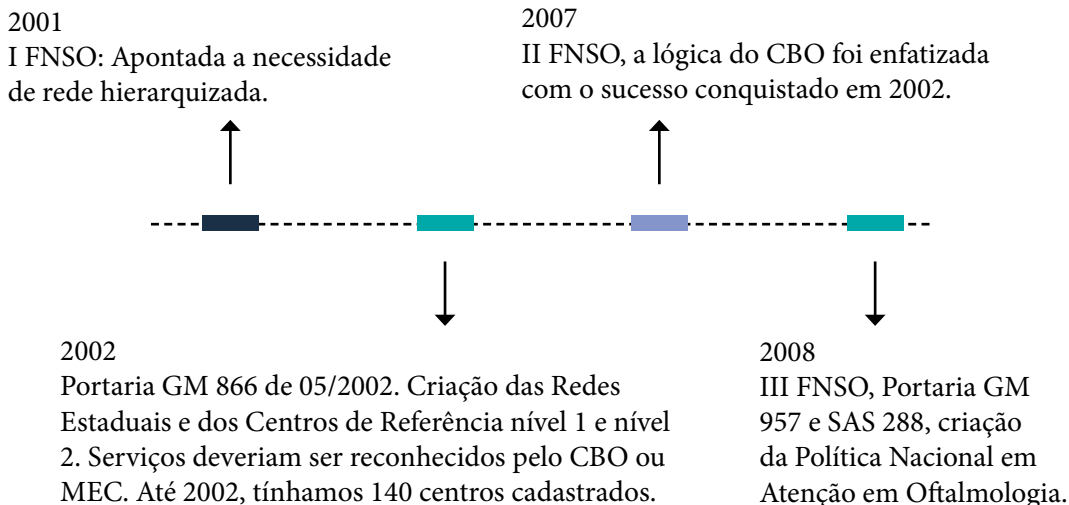 2001
I FNSO: Apontada a necessidade
de rede hierarquizada.
2007
II FNSO, a lógica do CBO foi enfatizada
com o sucesso conquistado em 2002.
2002
Portaria GM 866 de 05/2002. Criação das Redes
Estaduais e dos Centros de Referência nível 1 e nível
2. Serviços deveriam ser reconhecidos pelo CBO ou
MEC. Até 2002, tínhamos 140 centros cadastrados.
2008
III FNSO, Portaria GM
957 e SAS 288, criação
da Política Nacional em
Atenção em Oftalmologia.